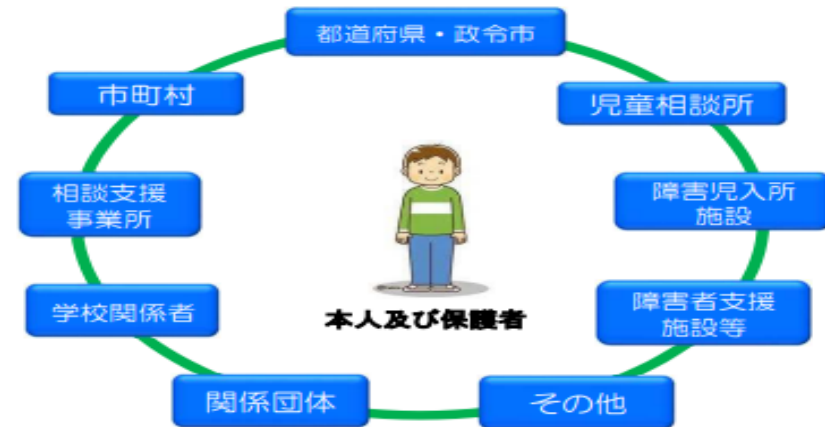 都道府県・政令市
市町村
児童相談所
相談支援
事業所
障害児入所
施設
学校関係者
障害者支援
施設等
本人及び保護者
関係団体
その他